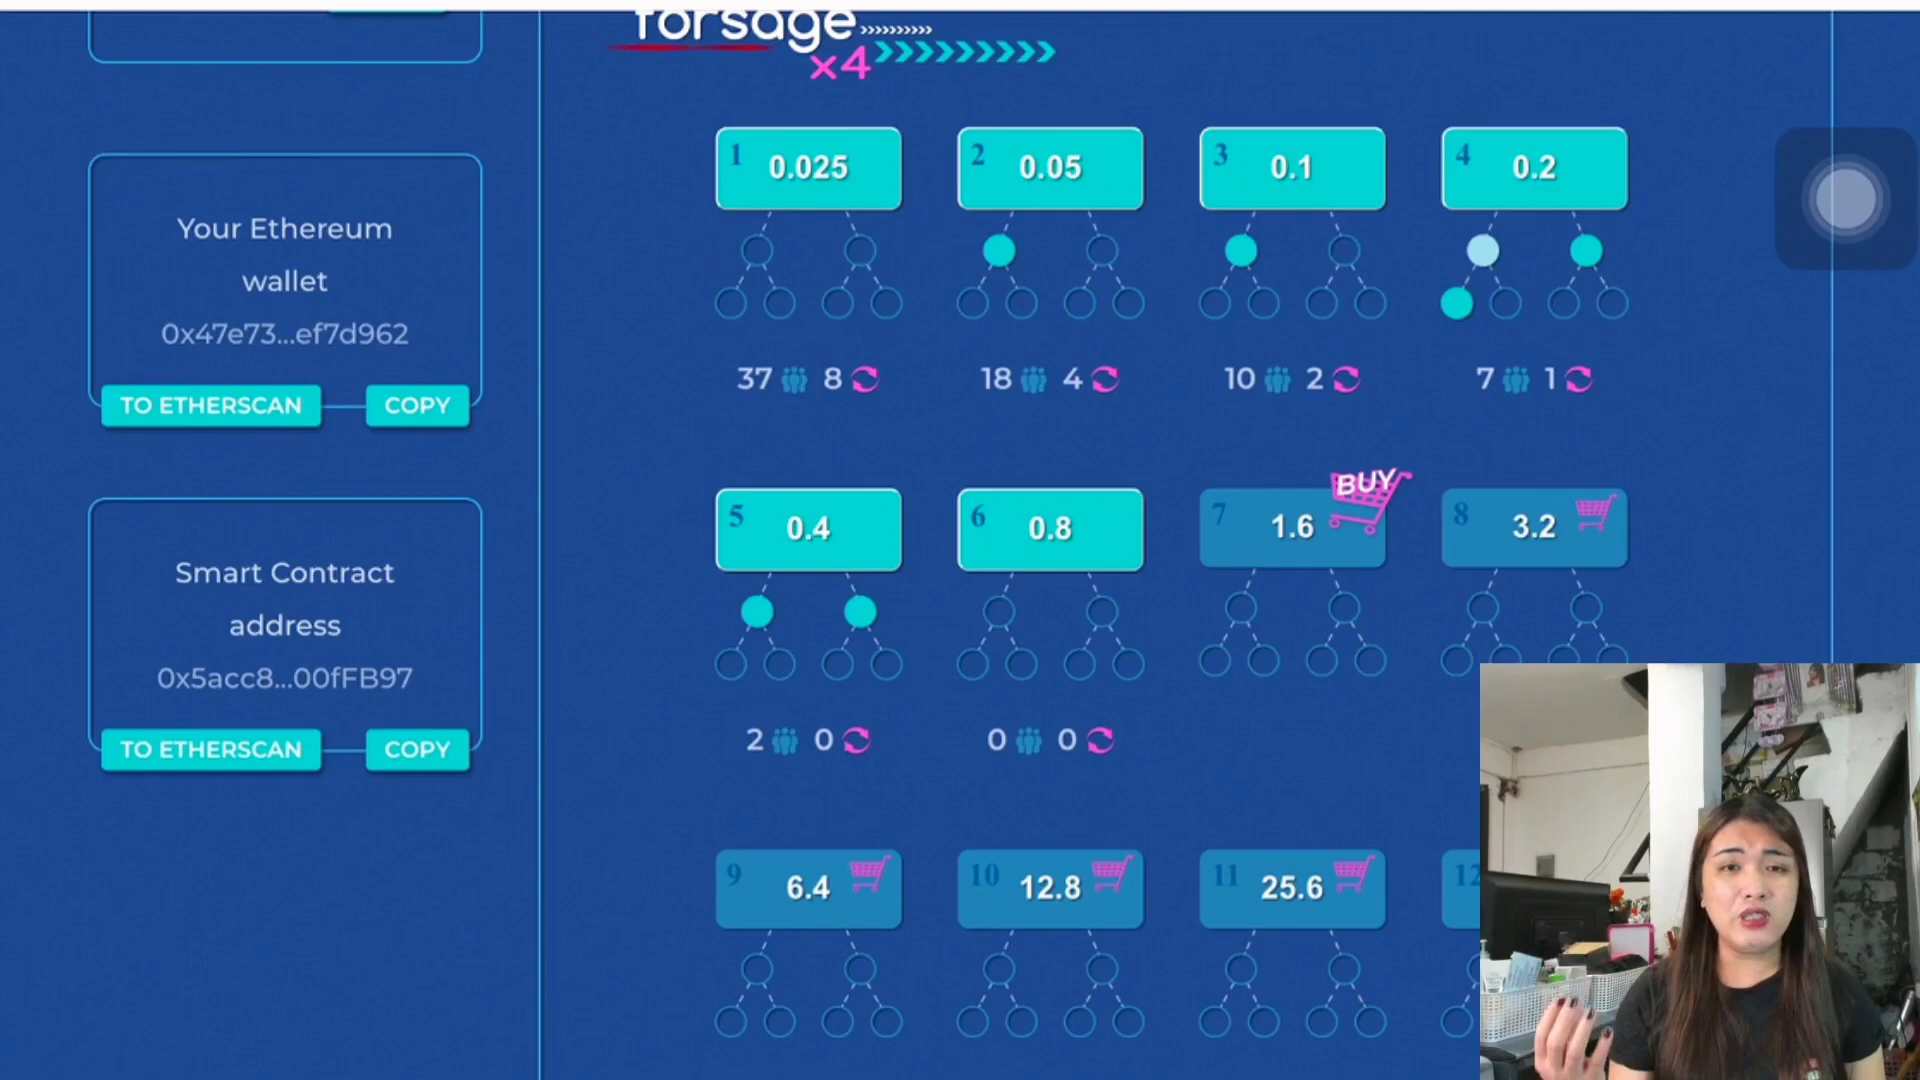 forsage
x4
Your Ethereum
wallet
0x47e73...ef7d962
TO ETHERSCAN
COPY
Smart Contract
address
0x5acc8...00fFB97
TO ETHERSCAN
COPY
1 0.025
2 0.05
3 0.1
4 0.2
37 8
18 4
10 2
7 1
5 0.4
6 0.8
7 1.6 BUY
8 3.2
2 0
0 0
9 6.4
10 12.8
11 25.6
12